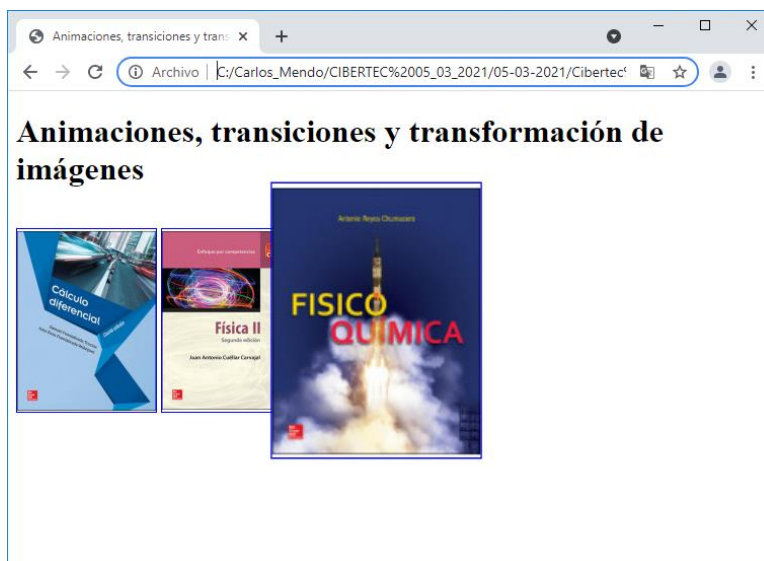 Animaciones, transiciones y trans
Archivo | C:/Carlos_Mendo/CIBERTEC%2005_03_2021/05-03-2021/Cibertec%
Animaciones, transiciones y transformación de
imágenes
Cálculo
diferencial
Enfoque por competencias
Física II
Segunda edición
Juan Antonio Cuéllar Carvajal
Antonio Reyes Chumacero
FISICO
QUÍMICA